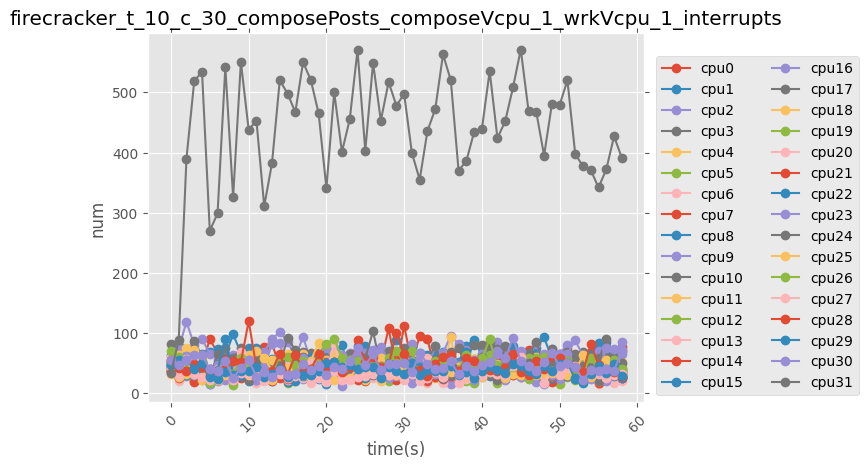 firecracker_t_10_c_30_composePosts_composeVcpu_1_wrkVcpu_1_interrupts
num
500
400
300
200
100
0
0
10
20
30
40
50
60
time(s)
cpu0
cpu1
cpu2
cpu3
cpu4
cpu5
cpu6
cpu7
cpu8
cpu9
cpu10
cpu11
cpu12
cpu13
cpu14
cpu15
cpu16
cpu17
cpu18
cpu19
cpu20
cpu21
cpu22
cpu23
cpu24
cpu25
cpu26
cpu27
cpu28
cpu29
cpu30
cpu31